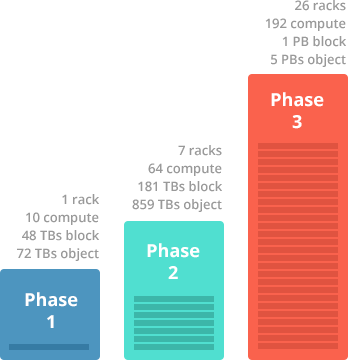 1 rack
10 compute
48 TBs block
72 TBs object
Phase
1
7 racks
64 compute
181 TBs block
859 TBs object
Phase
2
26 racks
192 compute
1 PB block
5 PBs object
Phase
3